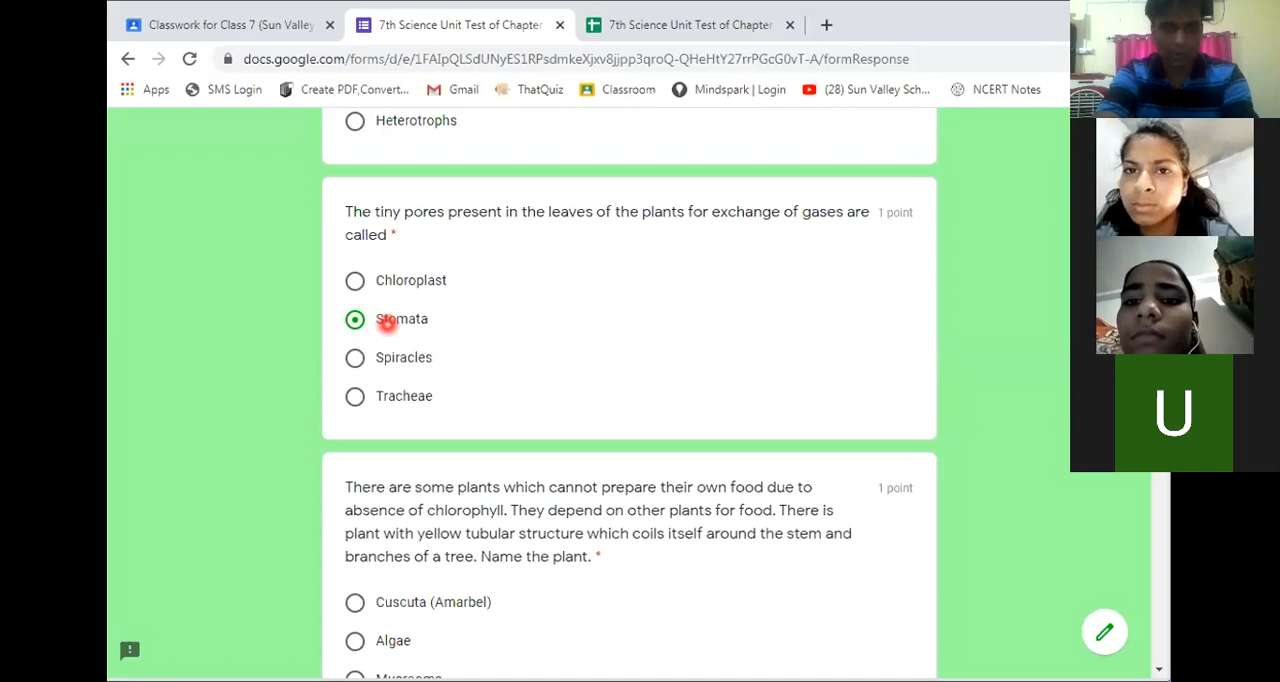 Classwork for Class 7 (Sun Valley
7th Science Unit Test of Chapter
7th Science Unit Test of Chapter
docs.google.com/forms/d/e/1FAIpQLSdUNyES1RPsdmkeXjxv8jjpp3qroQ-QHeHtY27rrPGcG0vT-A/formResponse
Apps SMS Login Create PDF,Convert... Gmail ThatQuiz Classroom Mindspark | Login (28) Sun Valley Sch... NCERT Notes
Heterotrophs
The tiny pores present in the leaves of the plants for exchange of gases are 1 point
called *
Chloroplast
Stomata
Spiracles
Tracheae
U
There are some plants which cannot prepare their own food due to 1 point
absence of chlorophyll. They depend on other plants for food. There is
plant with yellow tubular structure which coils itself around the stem and
branches of a tree. Name the plant. *
Cuscuta (Amarbel)
Algae